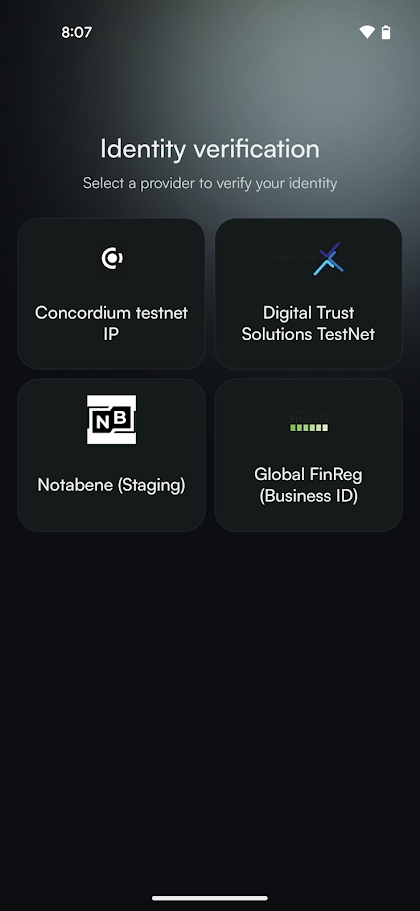 8:07
Identity verification
Select a provider to verify your identity
Concordium testnet
IP
Digital Trust
Solutions TestNet
NB
Notabene (Staging)
FINREG
Global FinReg
(Business ID)